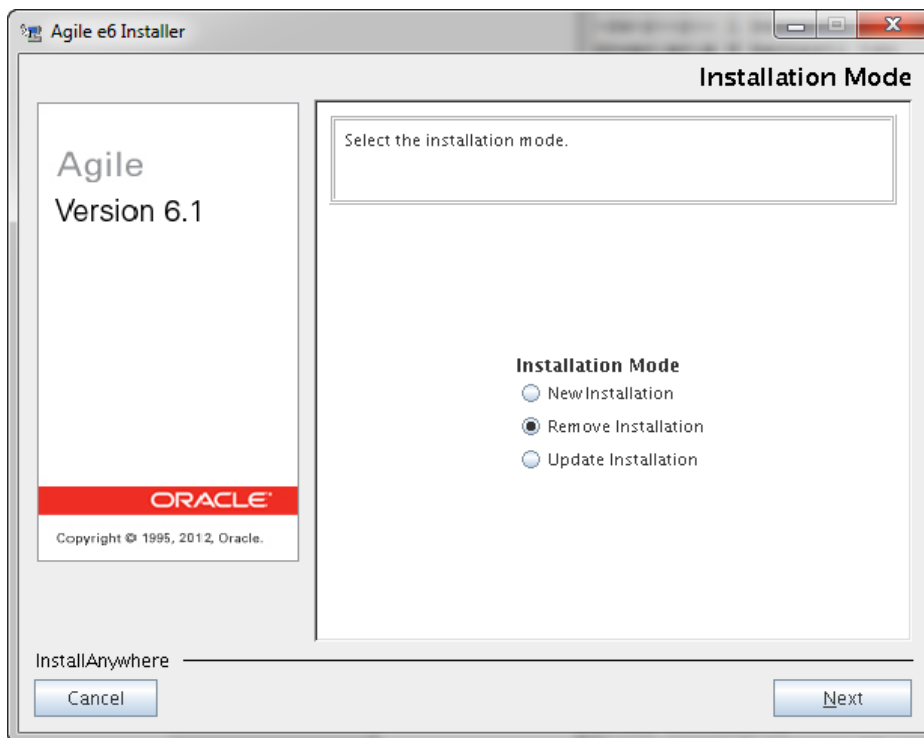 Agile e6 Installer
Installation Mode
Agile
Version 6.1
ORACLE
Copyright © 1995, 2012, Oracle.
Select the installation mode.
Installation Mode
New Installation
Remove Installation
Update Installation
InstallAnywhere
Cancel
Next